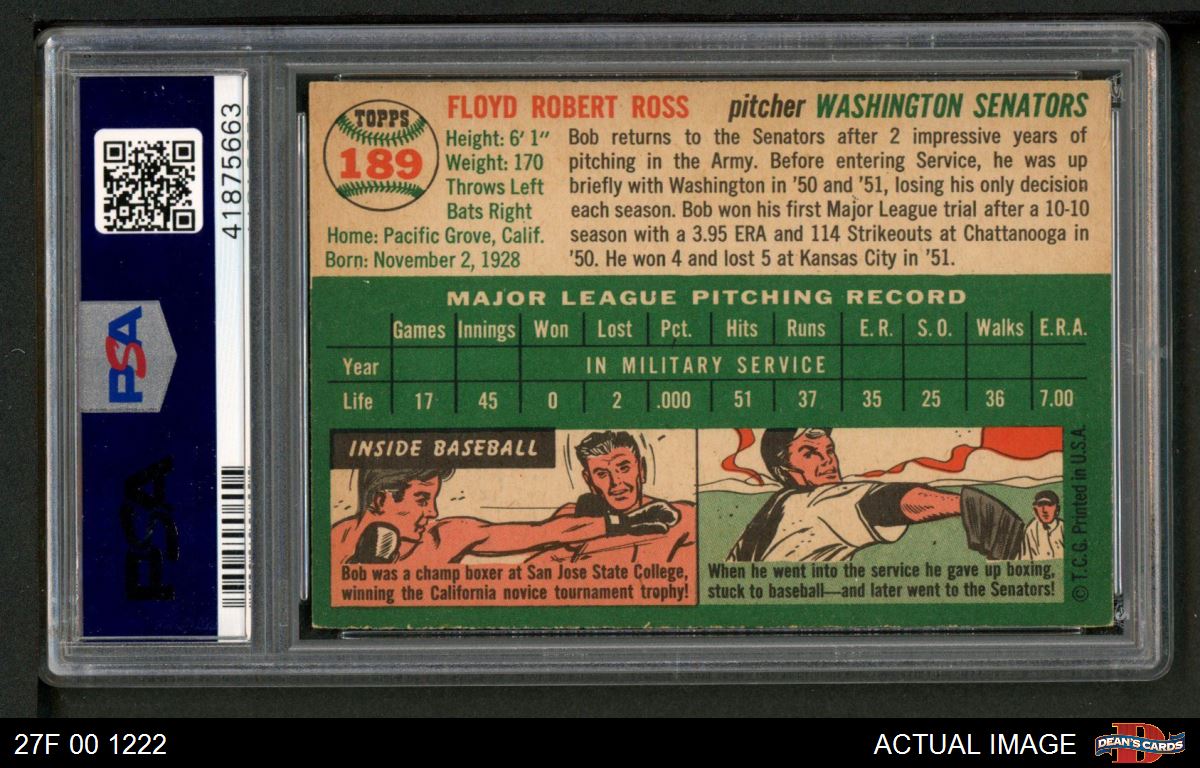 41875663
PSA
PSA
TOPPS
189
FLOYD ROBERT ROSS pitcher WASHINGTON SENATORS
Height: 6' 1"
Weight: 170
Throws Left
Bats Right
Home: Pacific Grove, Calif.
Born: November 2, 1928
Bob returns to the Senators after 2 impressive years of
pitching in the Army. Before entering Service, he was up
briefly with Washington in '50 and '51, losing his only decision
each season. Bob won his first Major League trial after a 10-10
season with a 3.95 ERA and 114 Strikeouts at Chattanooga in
'50. He won 4 and lost 5 at Kansas City in '51.
MAJOR LEAGUE PITCHING RECORD
Games Innings Won Lost Pct. Hits Runs E. R. S. O. Walks E.R.A.
Year IN MILITARY SERVICE
Life 17 45 0 2 .000 51 37 35 25 36 7.00
INSIDE BASEBALL
Bob was a champ boxer at San Jose State College,
winning the California novice tournament trophy!
When he went into the service he gave up boxing,
stuck to baseball—and later went to the Senators!
© T.C.G. Printed in U.S.A.
27F 00 1222
ACTUAL IMAGE
D
DEAN'S CARDS